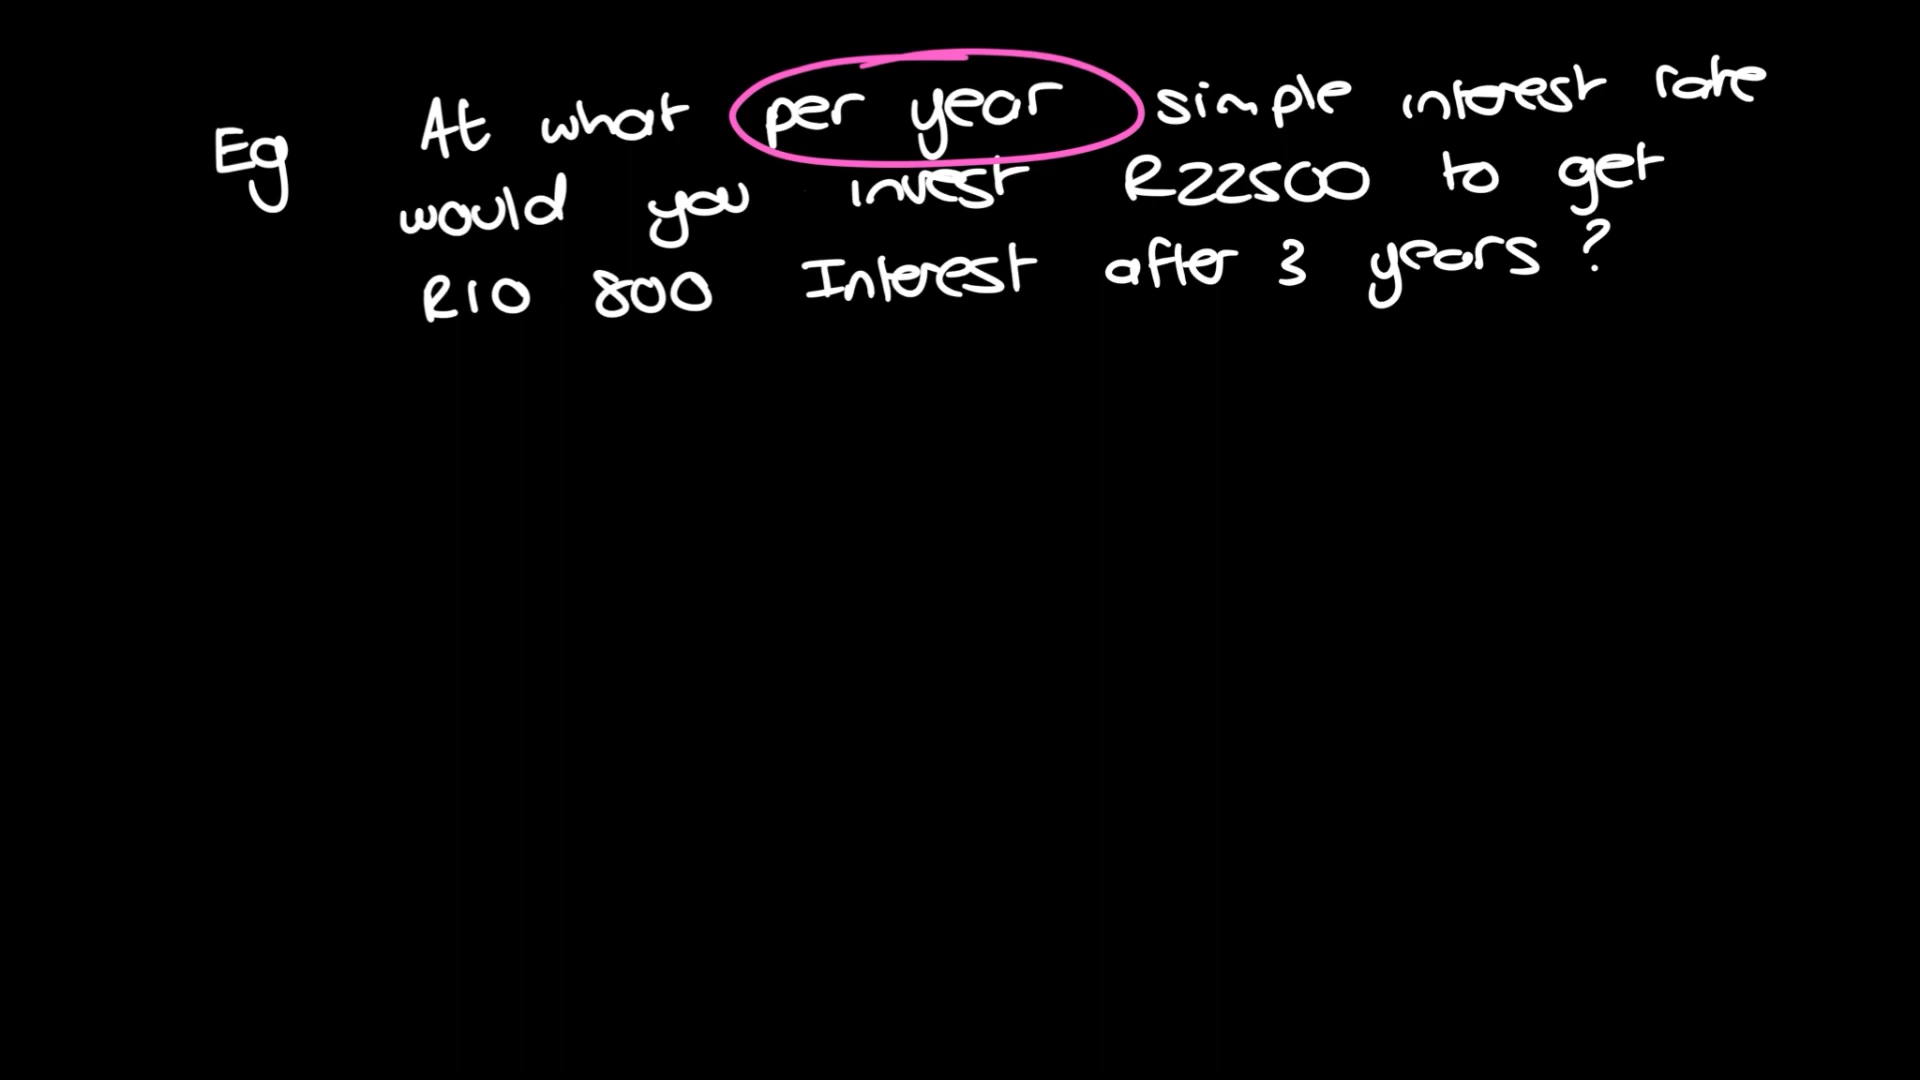 Eg At what per year simple interest rate
would you invest R22500 to get
R10 800 Interest after 3 years ?